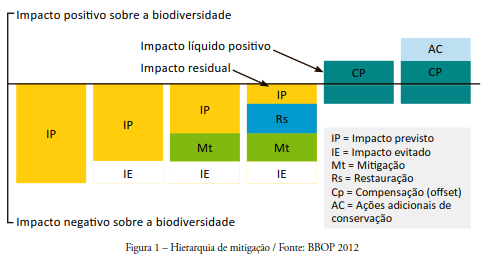 Impacto positivo sobre a biodiversidade
Impacto líquido positivo
Impacto residual
AC
CP
CP
IP
IP
IP
IP
Rs
Mt
Mt
IE
IE
IE
IP = Impacto previsto
IE = Impacto evitado
Mt = Mitigação
Rs = Restauração
Cp = Compensação (offset)
AC = Ações adicionais de
conservação
Impacto negativo sobre a biodiversidade
Figura 1 – Hierarquia de mitigação / Fonte: BBOP 2012